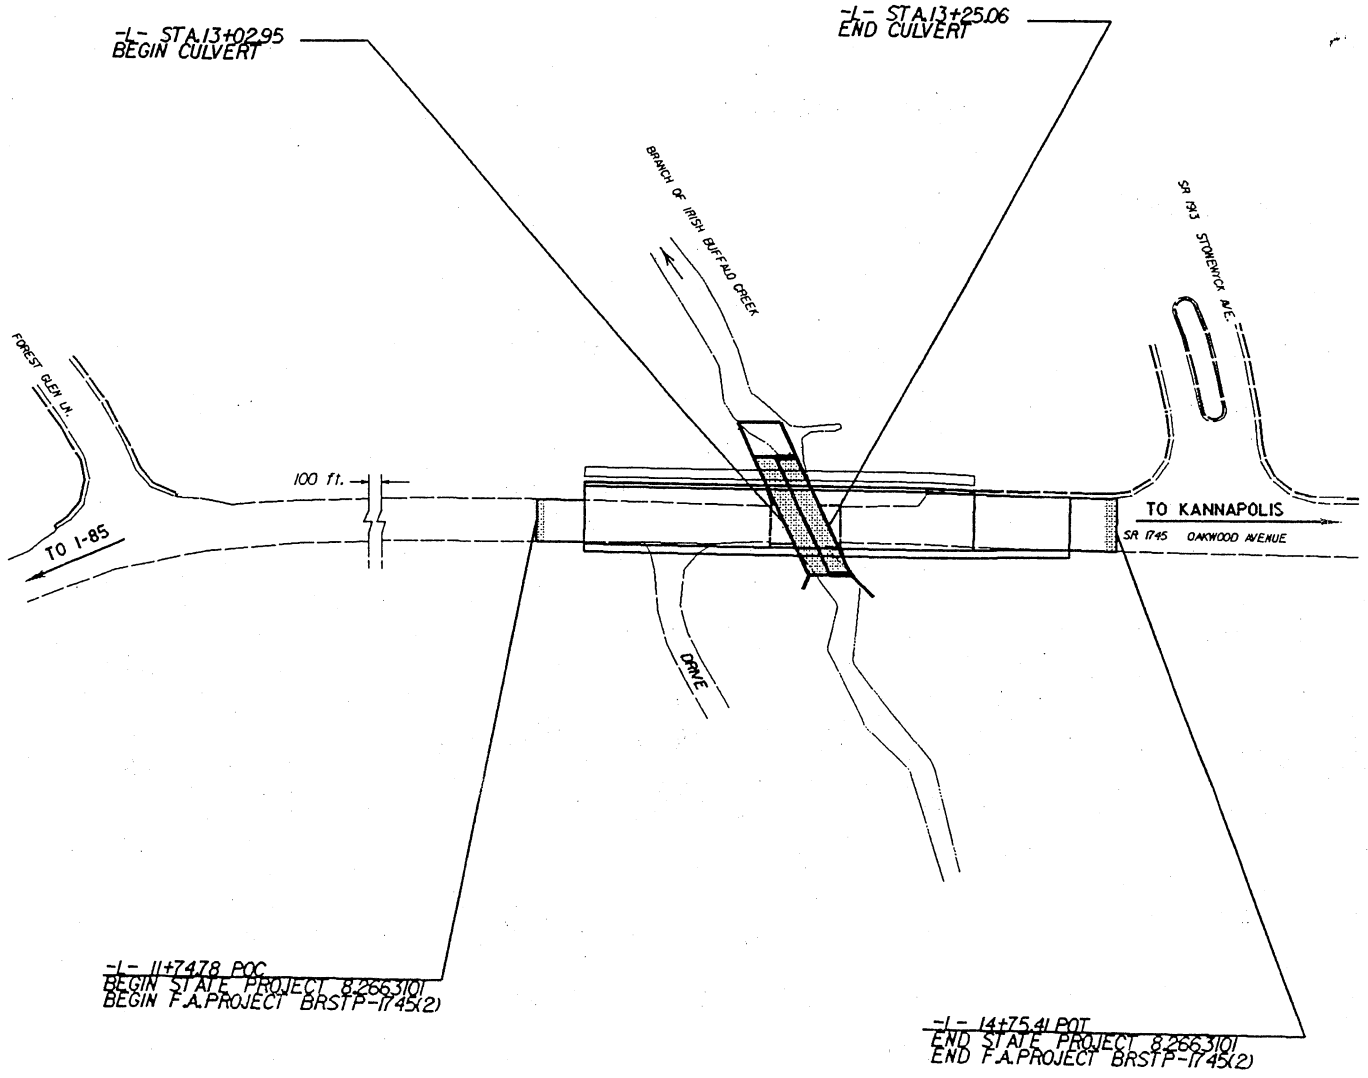 -L- STA.13+02.95
BEGIN CULVERT
-L- STA.13+25.06
END CULVERT
BRANCH OF IRISH BUFFALO CREEK
SR 1913 STONEWYCK AVE.
FOREST GLEN LN.
100 ft.
TO I-85
TO KANNAPOLIS
SR 1745 OAKWOOD AVENUE
DRIVE
-L- 11+74.78 POC
BEGIN STATE PROJECT 8.2663101
BEGIN F.A.PROJECT BRSTP-1745(2)
-L- 14+75.41 POT
END STATE PROJECT 8.2663101
END F.A.PROJECT BRSTP-1745(2)